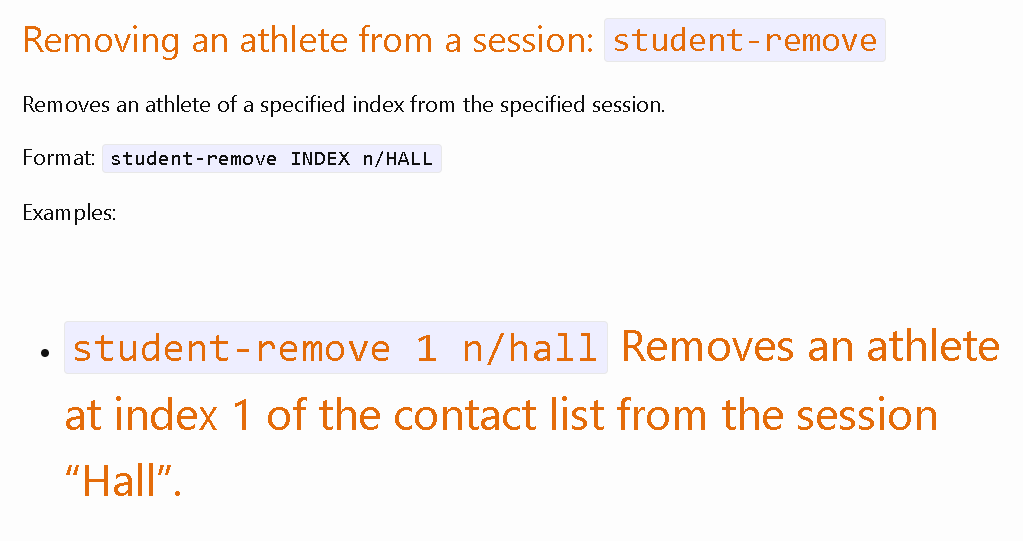 Removing an athlete from a session: student-remove
Removes an athlete of a specified index from the specified session.
Format: student-remove INDEX n/HALL
Examples:
• student-remove 1 n/hall Removes an athlete
at index 1 of the contact list from the session
“Hall”.